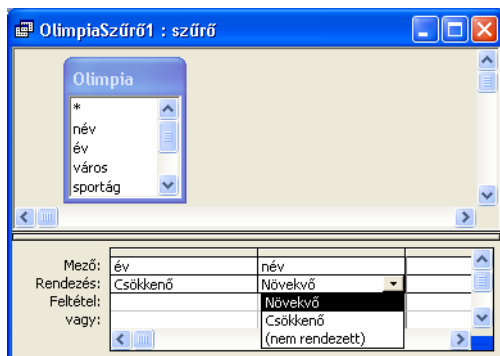 OlimpiaSzűrő1 : szűrő
Olimpia
*
név
év
város
sportág
Mező: év név
Rendezés: Csökkenő Növekvő
Feltétel: Növekvő
vagy: Csökkenő
(nem rendezett)